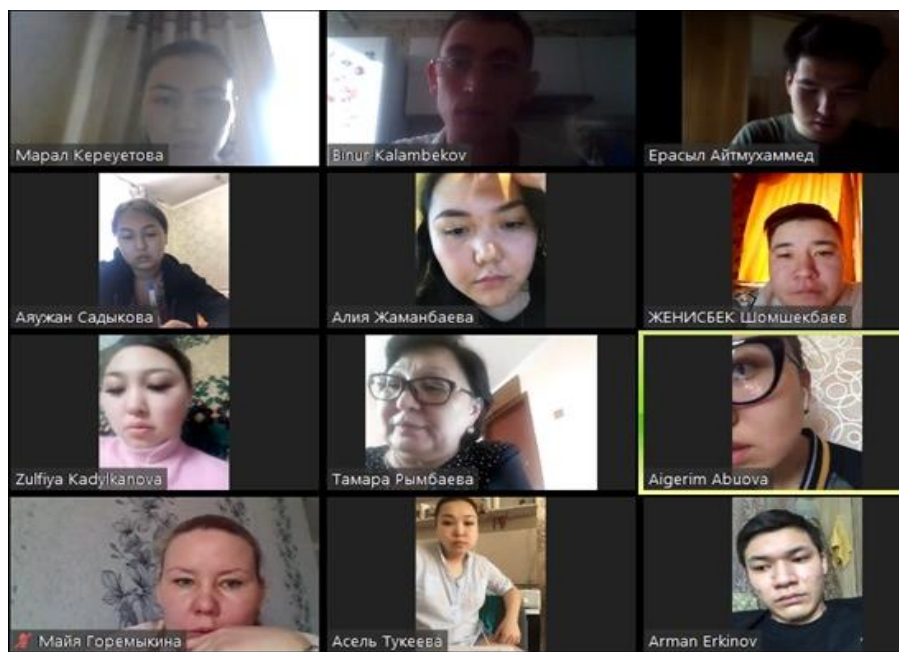 Марал Кереуетова
Binur Kalambekov
Ерасыл Айтмухаммед
Аяужан Садыкова
Алия Жаманбаева
ЖЕНИСБЕК Шомшекбаев
Zulfiya Kadylkanova
Тамара Рымбаева
Aigerim Abuova
Майя Горемыкина
Асель Тукеева
Arman Erkinov